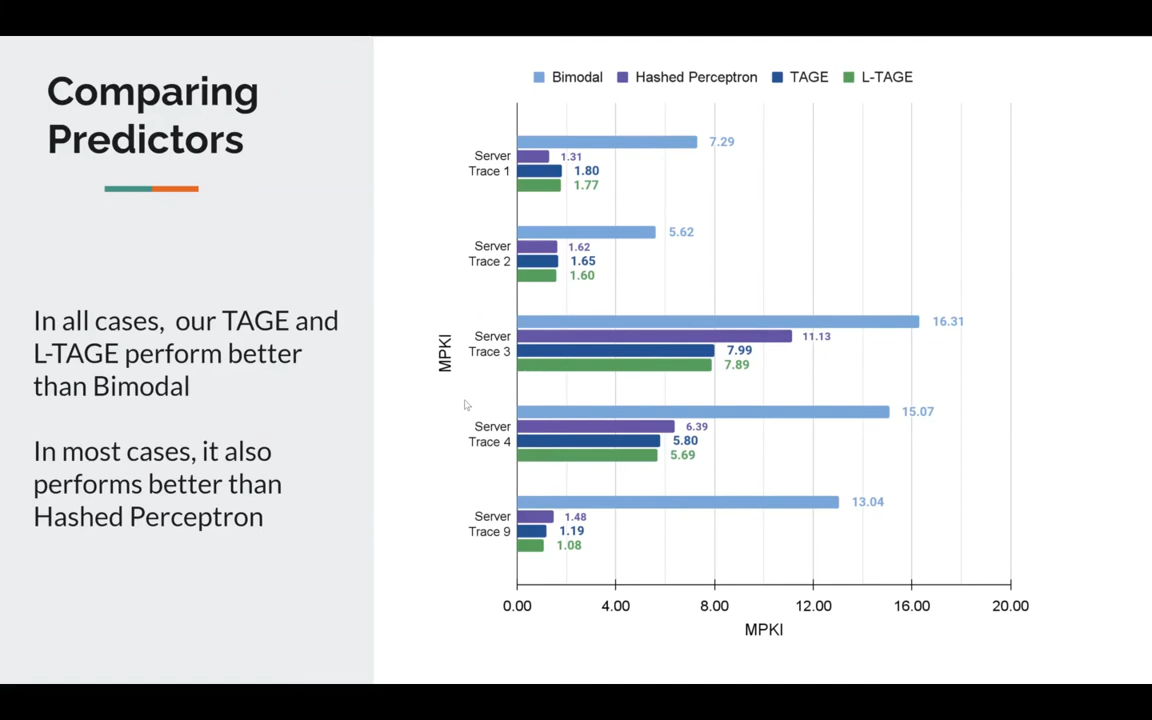 Comparing
Predictors
In all cases, our TAGE and
L-TAGE perform better
than Bimodal
In most cases, it also
performs better than
Hashed Perceptron
Bimodal Hashed Perceptron TAGE L-TAGE
MPKI
Server
Trace 1
7.29
1.31
1.80
1.77
Server
Trace 2
5.62
1.62
1.65
1.60
Server
Trace 3
16.31
11.13
7.99
7.89
Server
Trace 4
15.07
6.39
5.80
5.69
Server
Trace 9
13.04
1.48
1.19
1.08
0.00 4.00 8.00 12.00 16.00 20.00
MPKI